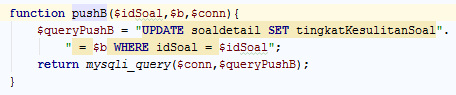 function pushB($idSoal,$b,$conn){
$queryPushB = "UPDATE soaldetail SET tingkatKesulitanSoal".
" = $b WHERE idSoal = $idSoal";
return mysqli_query($conn,$queryPushB);
}